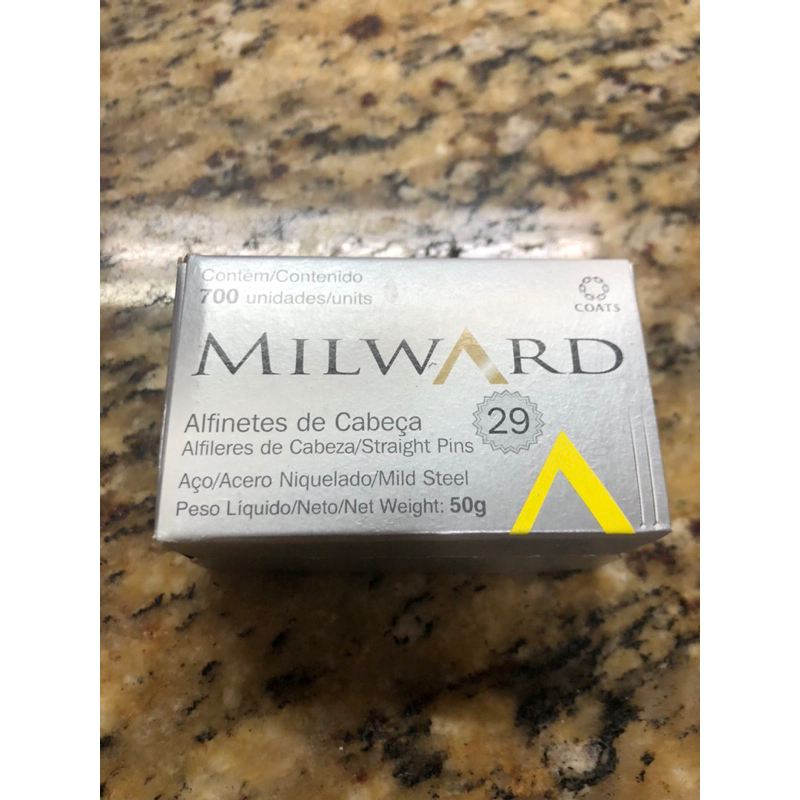 Contém/Contenido
700 unidades/units
COATS
MILWARD
Alfinetes de Cabeça
29
Alfileres de Cabeza/Straight Pins
Aço/Acero Niquelado/Mild Steel
Peso Líquido/Neto/Net Weight: 50g